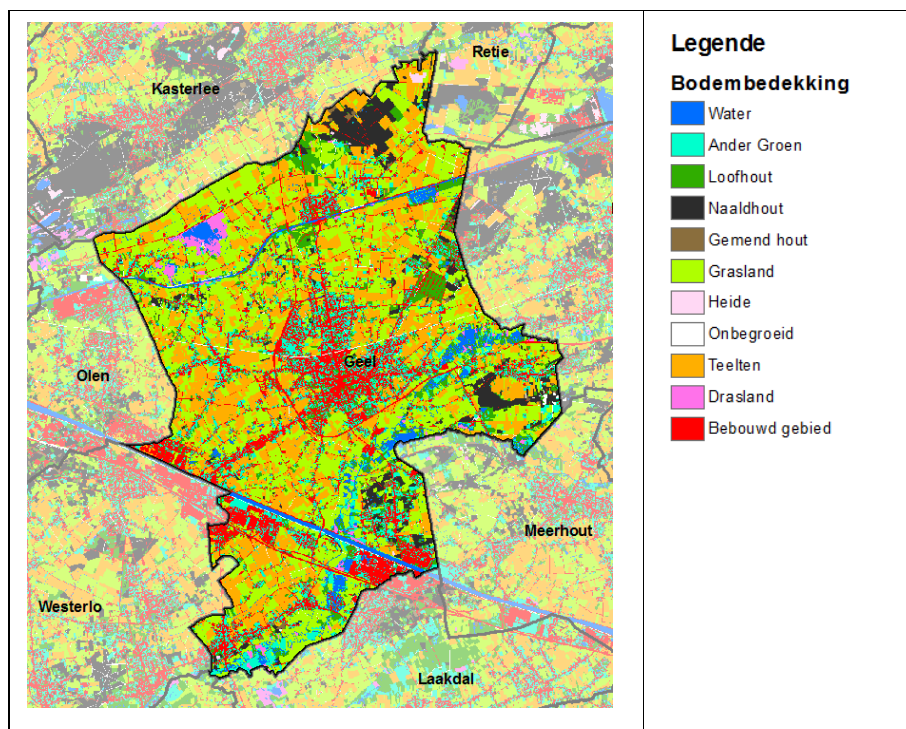 Retie
Kasterlee
Geel
Olen
Meerhout
Westerlo
Laakdal
Legende
Bodembedekking
Water
Ander Groen
Loofhout
Naaldhout
Gemend hout
Grasland
Heide
Onbegroeid
Teelten
Drasland
Bebouwd gebied